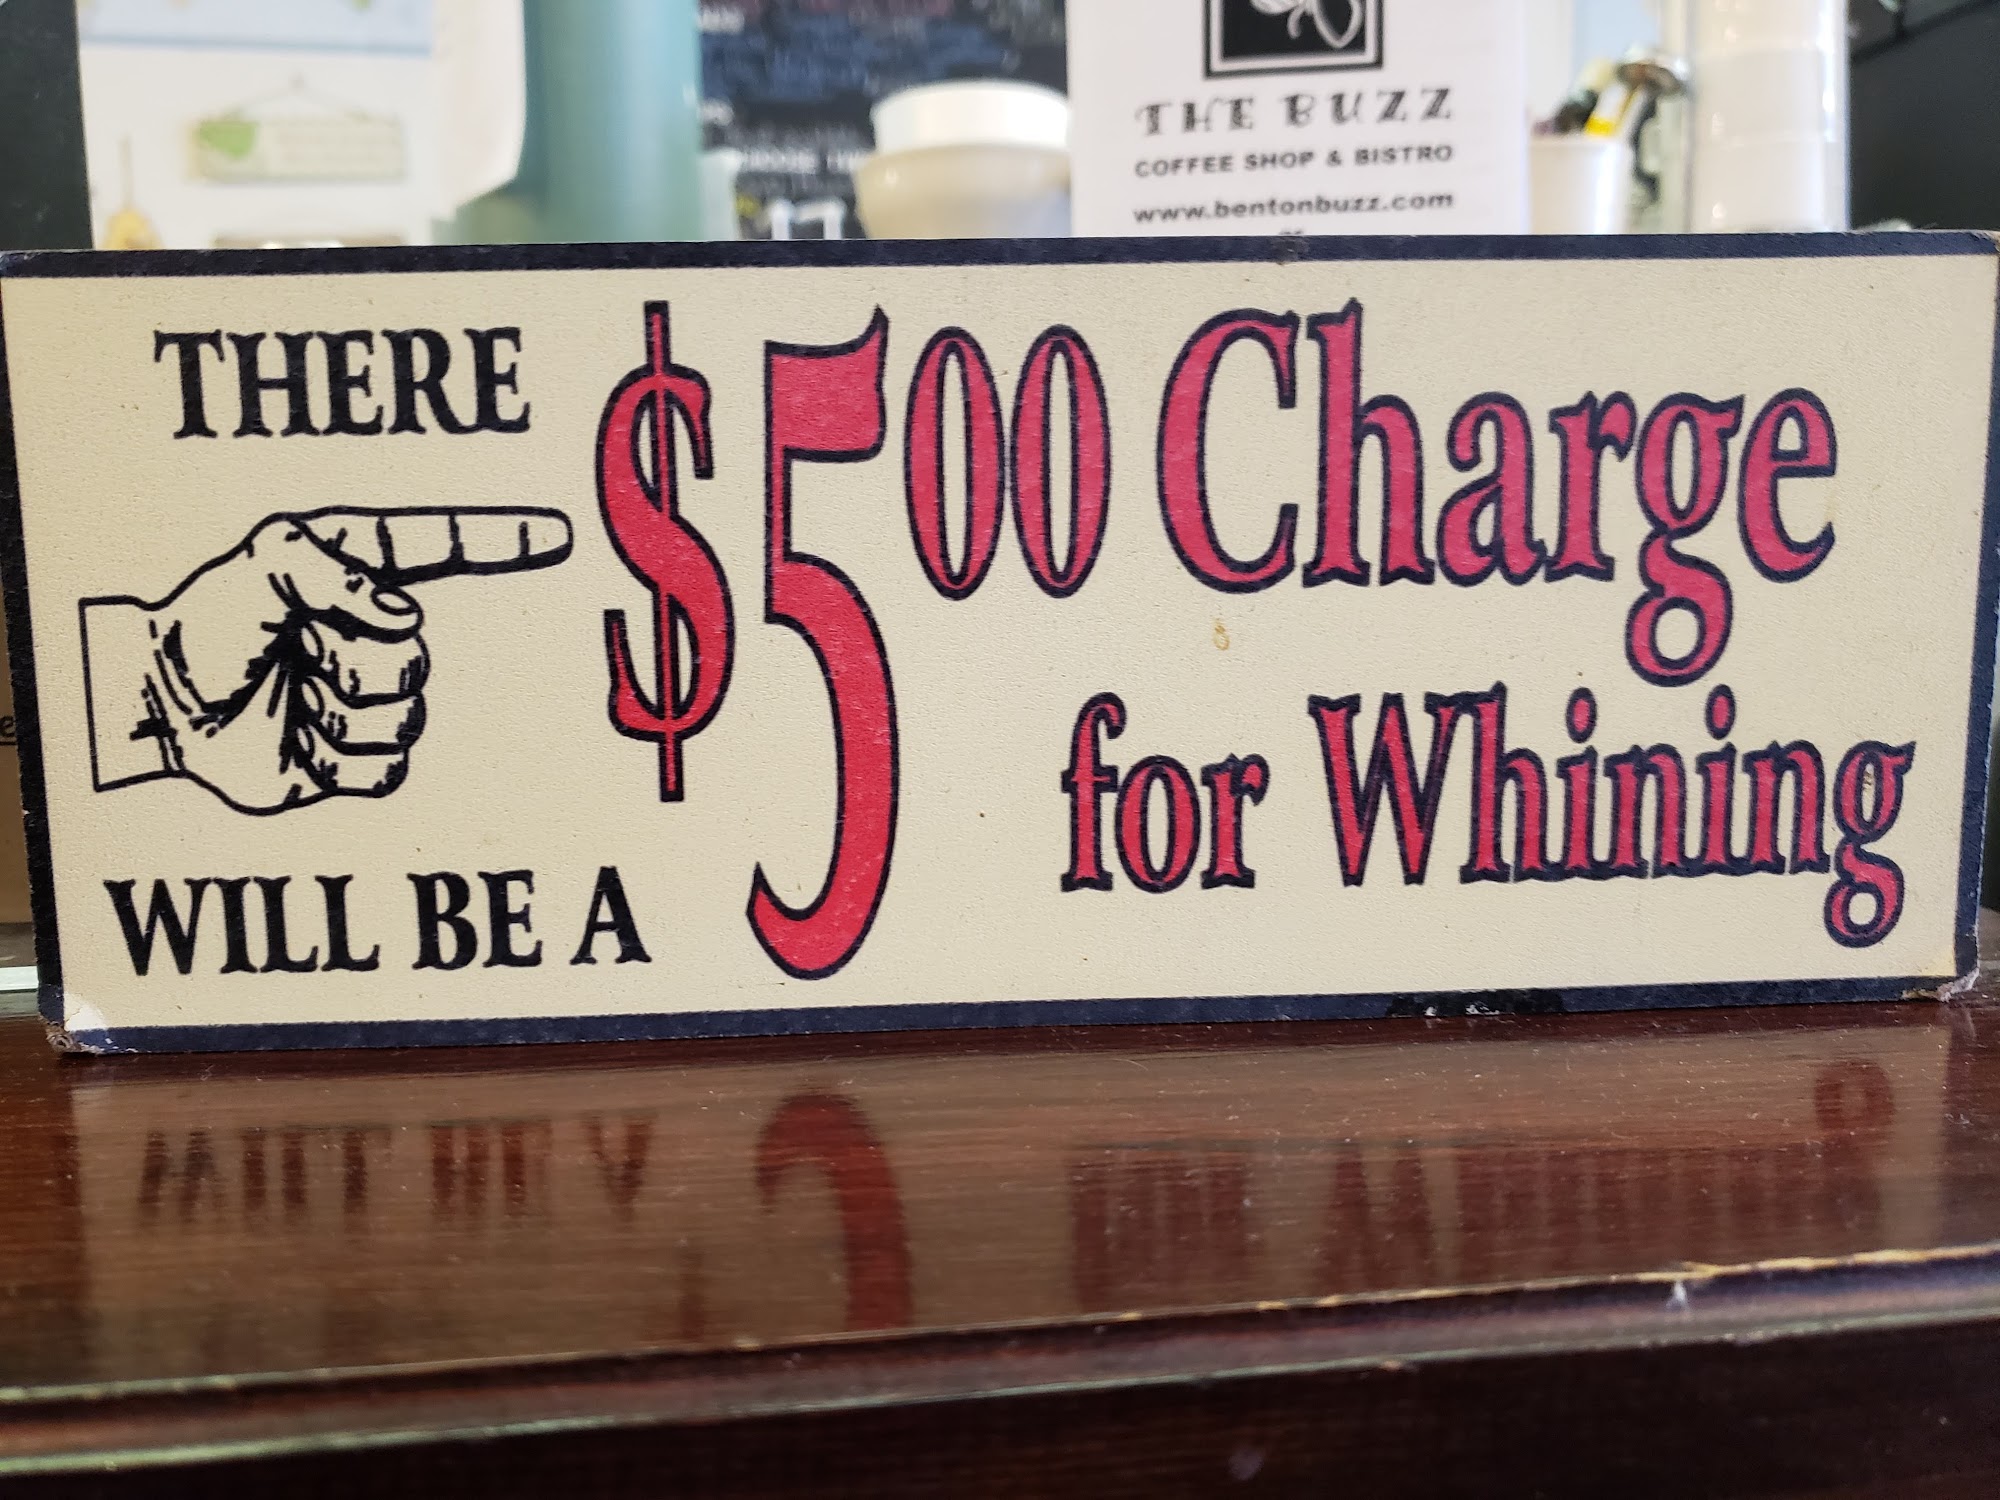 THE BUZZ
COFFEE SHOP & BISTRO
www.bentonbuzz.com
THERE
WILL BE A
$500 Charge
for Whining